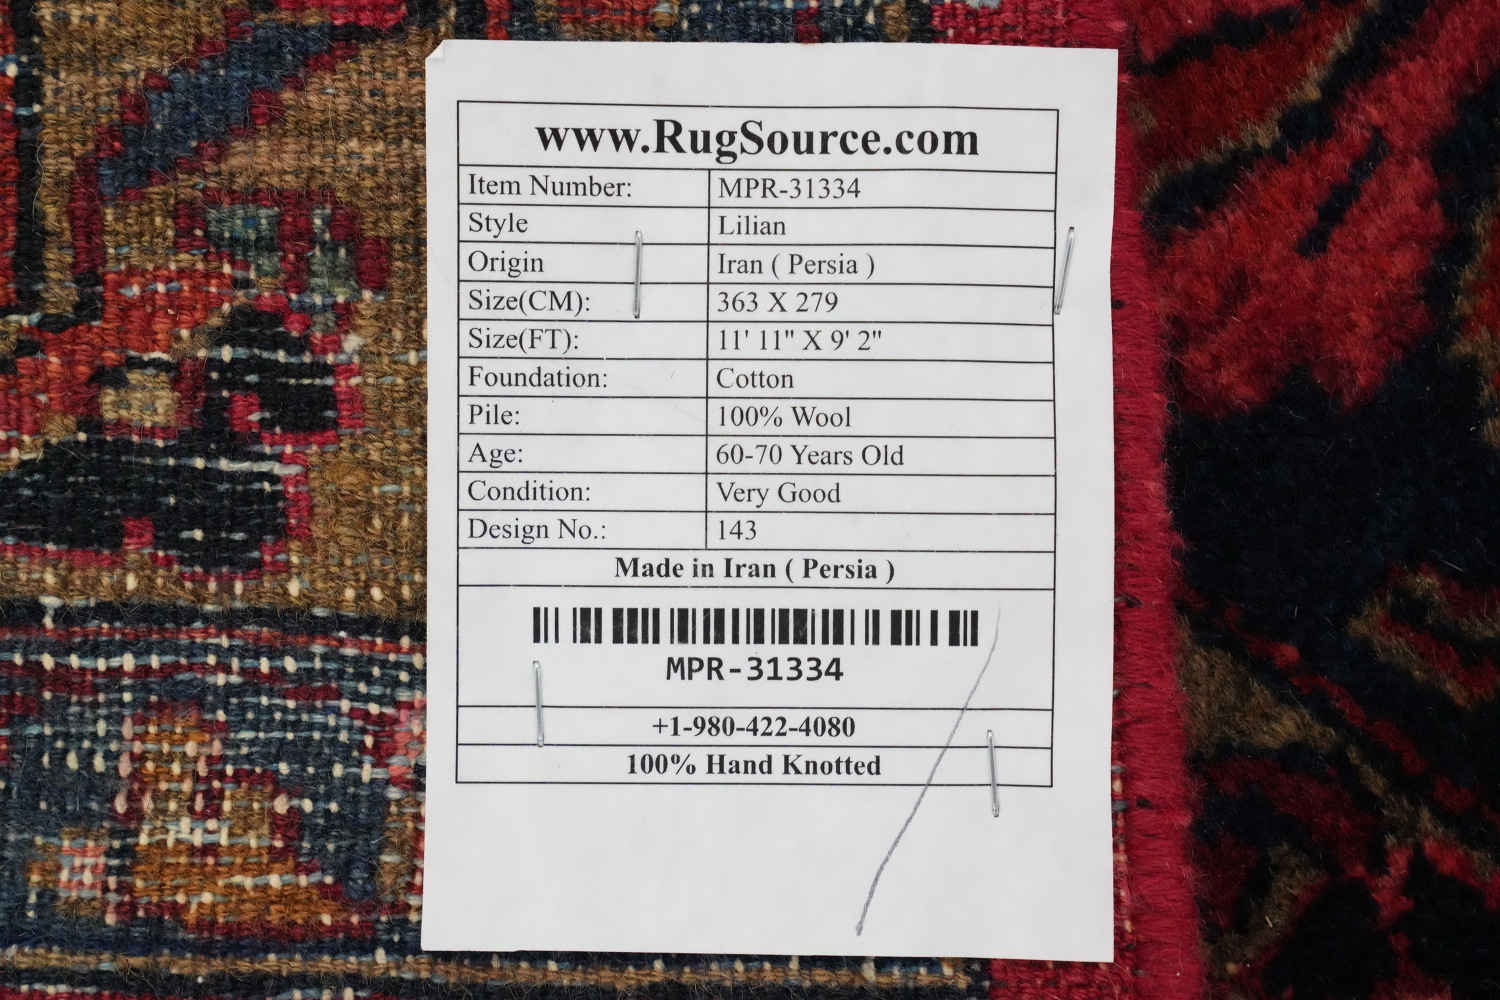 www.RugSource.com
Item Number: MPR-31334
Style Lilian
Origin Iran ( Persia )
Size(CM): 363 X 279
Size(FT): 11' 11" X 9' 2"
Foundation: Cotton
Pile: 100% Wool
Age: 60-70 Years Old
Condition: Very Good
Design No.: 143
Made in Iran ( Persia )
MPR-31334
+1-980-422-4080
100% Hand Knotted